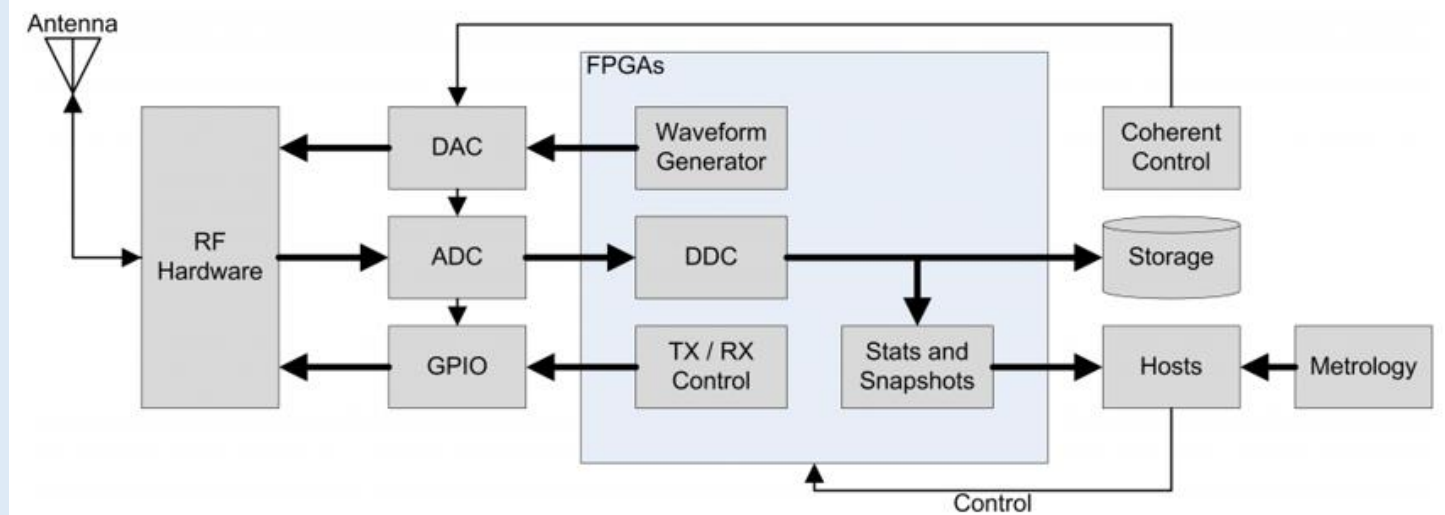 Antenna
FPGAs
DAC
Waveform
Generator
Coherent
Control
RF
Hardware
ADC
DDC
Storage
GPIO
TX / RX
Control
Stats and
Snapshots
Hosts
Metrology
Control